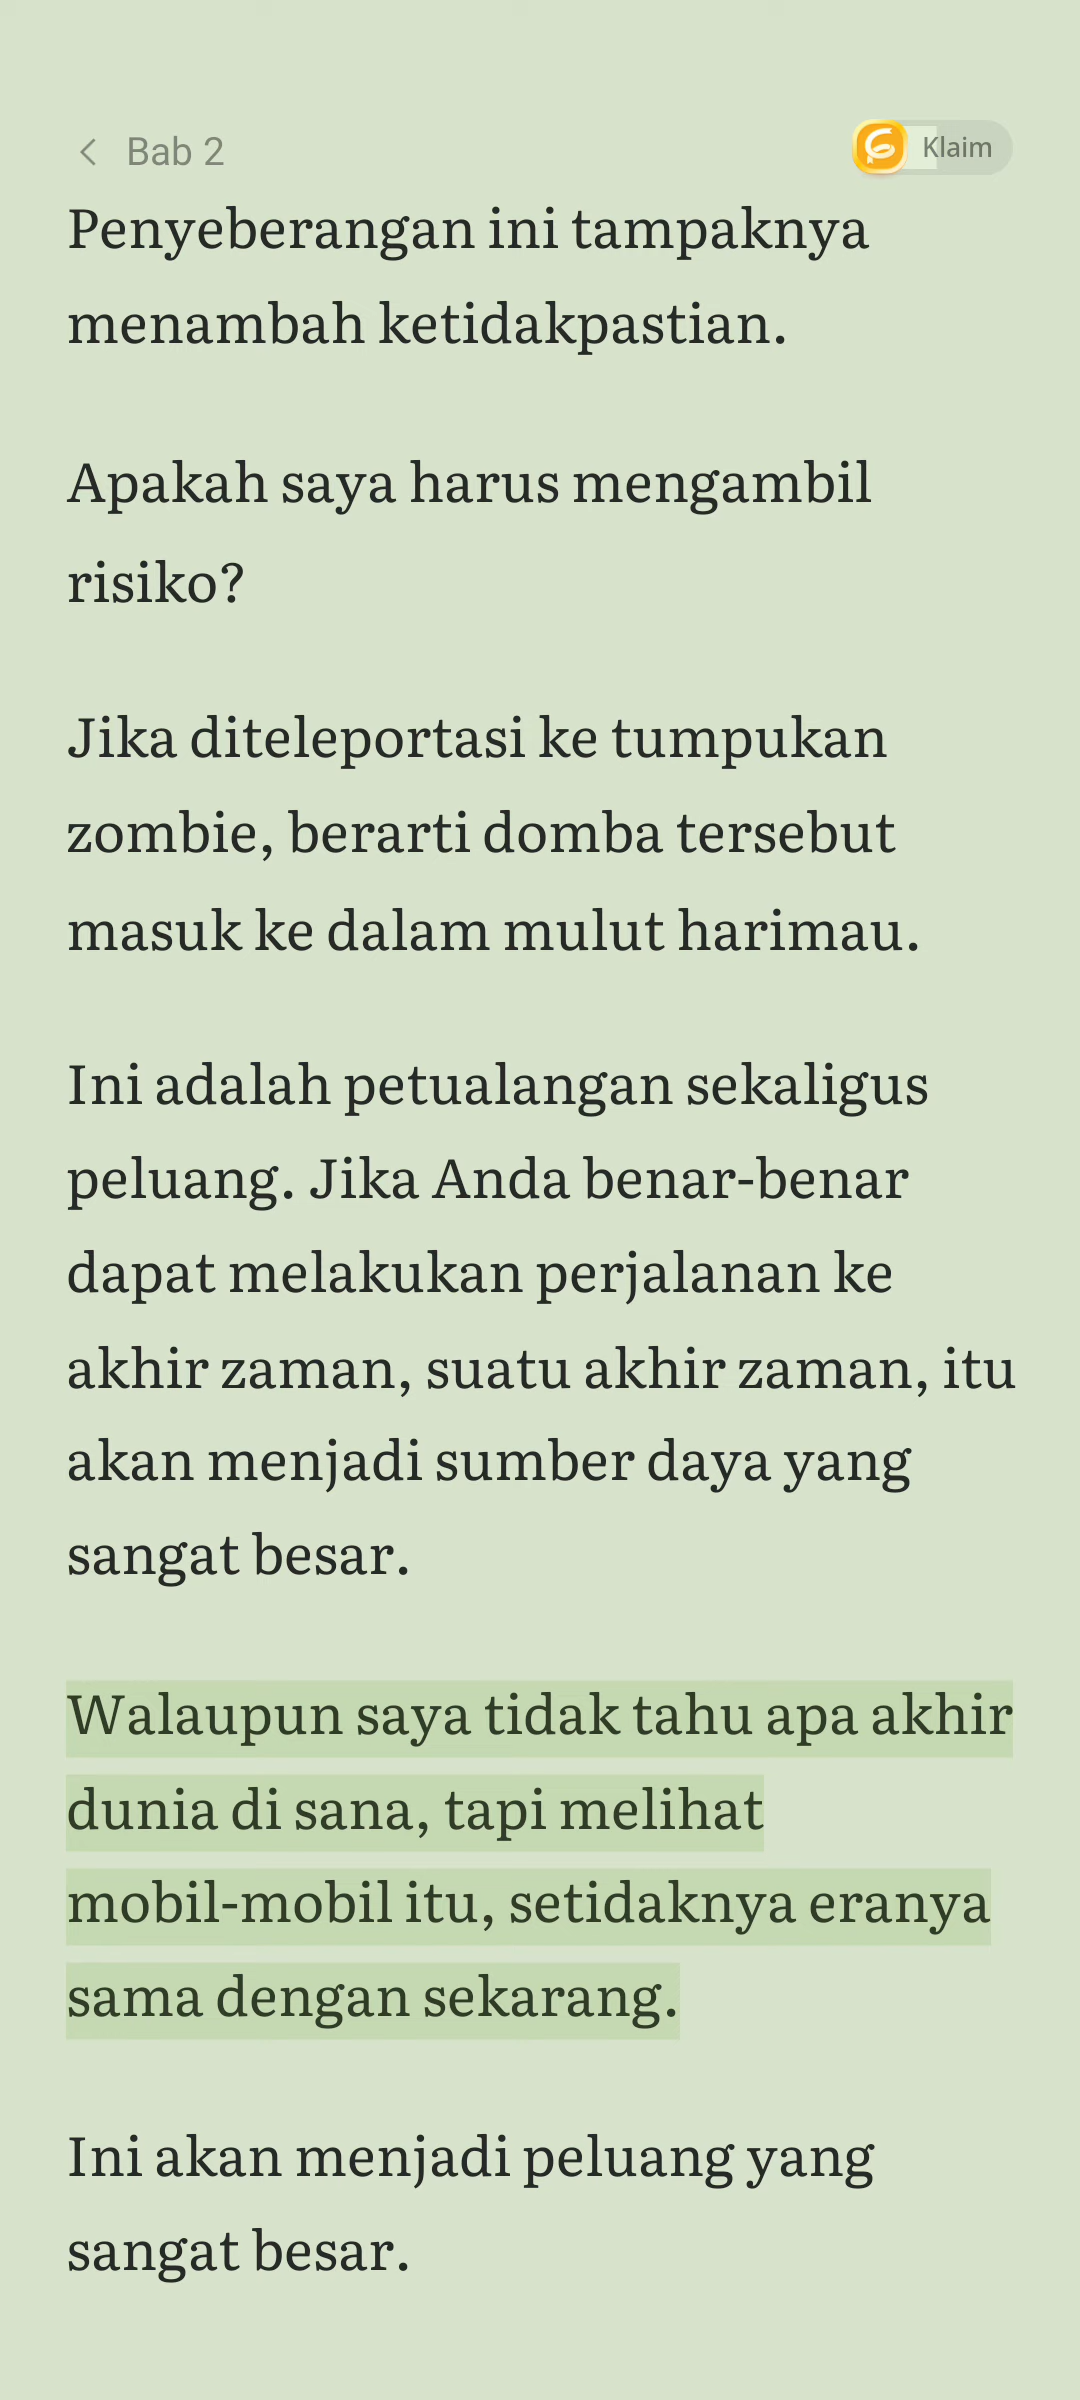 Bab 2
Klaim
Penyeberangan ini tampaknya
menambah ketidakpastian.
Apakah saya harus mengambil
risiko?
Jika diteleportasi ke tumpukan
zombie, berarti domba tersebut
masuk ke dalam mulut harimau.
Ini adalah petualangan sekaligus
peluang. Jika Anda benar-benar
dapat melakukan perjalanan ke
akhir zaman, suatu akhir zaman, itu
akan menjadi sumber daya yang
sangat besar.
Walaupun saya tidak tahu apa akhir
dunia di sana, tapi melihat
mobil-mobil itu, setidaknya eranya
sama dengan sekarang.
Ini akan menjadi peluang yang
sangat besar.